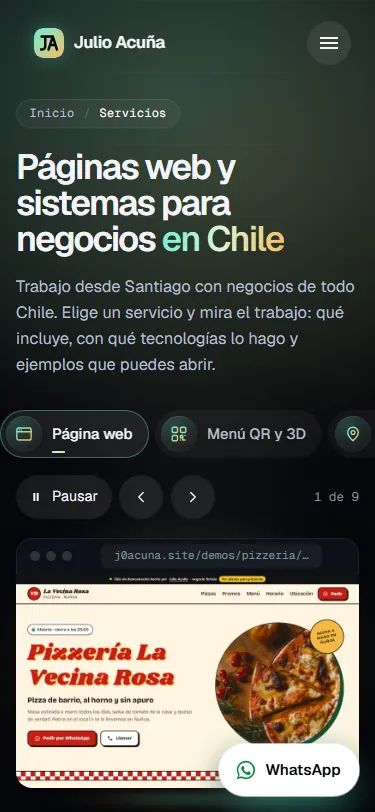 JA Julio Acuña
Inicio / Servicios
Páginas web y
sistemas para
negocios en Chile
Trabajo desde Santiago con negocios de todo
Chile. Elige un servicio y mira el trabajo: qué
incluye, con qué tecnologías lo hago y
ejemplos que puedes abrir.
Página web Menú QR y 3D
Pausar 1 de 9
j0acuna.site/demos/pizzeria/…
La Vecina Rosa
Pizzas Promos Menú Horario Ubicación Pedir
Pizzería La
Vecina Rosa
Pizza de barrio, al horno y sin apuro
Pedir por WhatsApp Llamar
WhatsApp